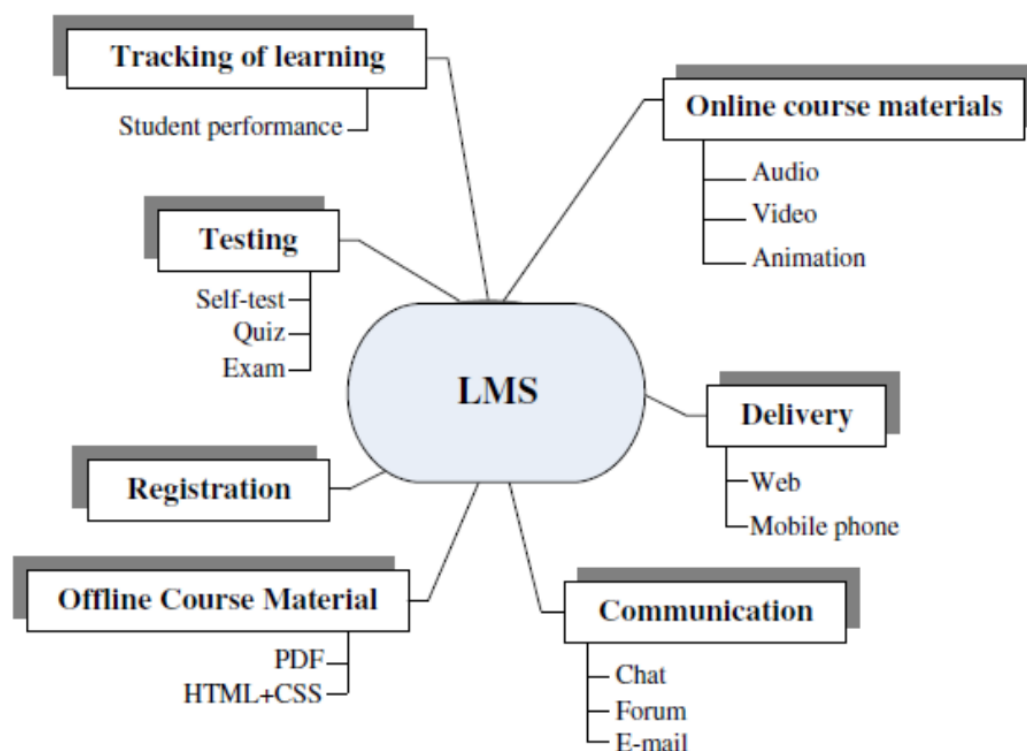 Tracking of learning
Student performance
Online course materials
Audio
Video
Animation
Testing
Self-test
Quiz
Exam
LMS
Delivery
Web
Mobile phone
Registration
Offline Course Material
PDF
HTML+CSS
Communication
Chat
Forum
E-mail